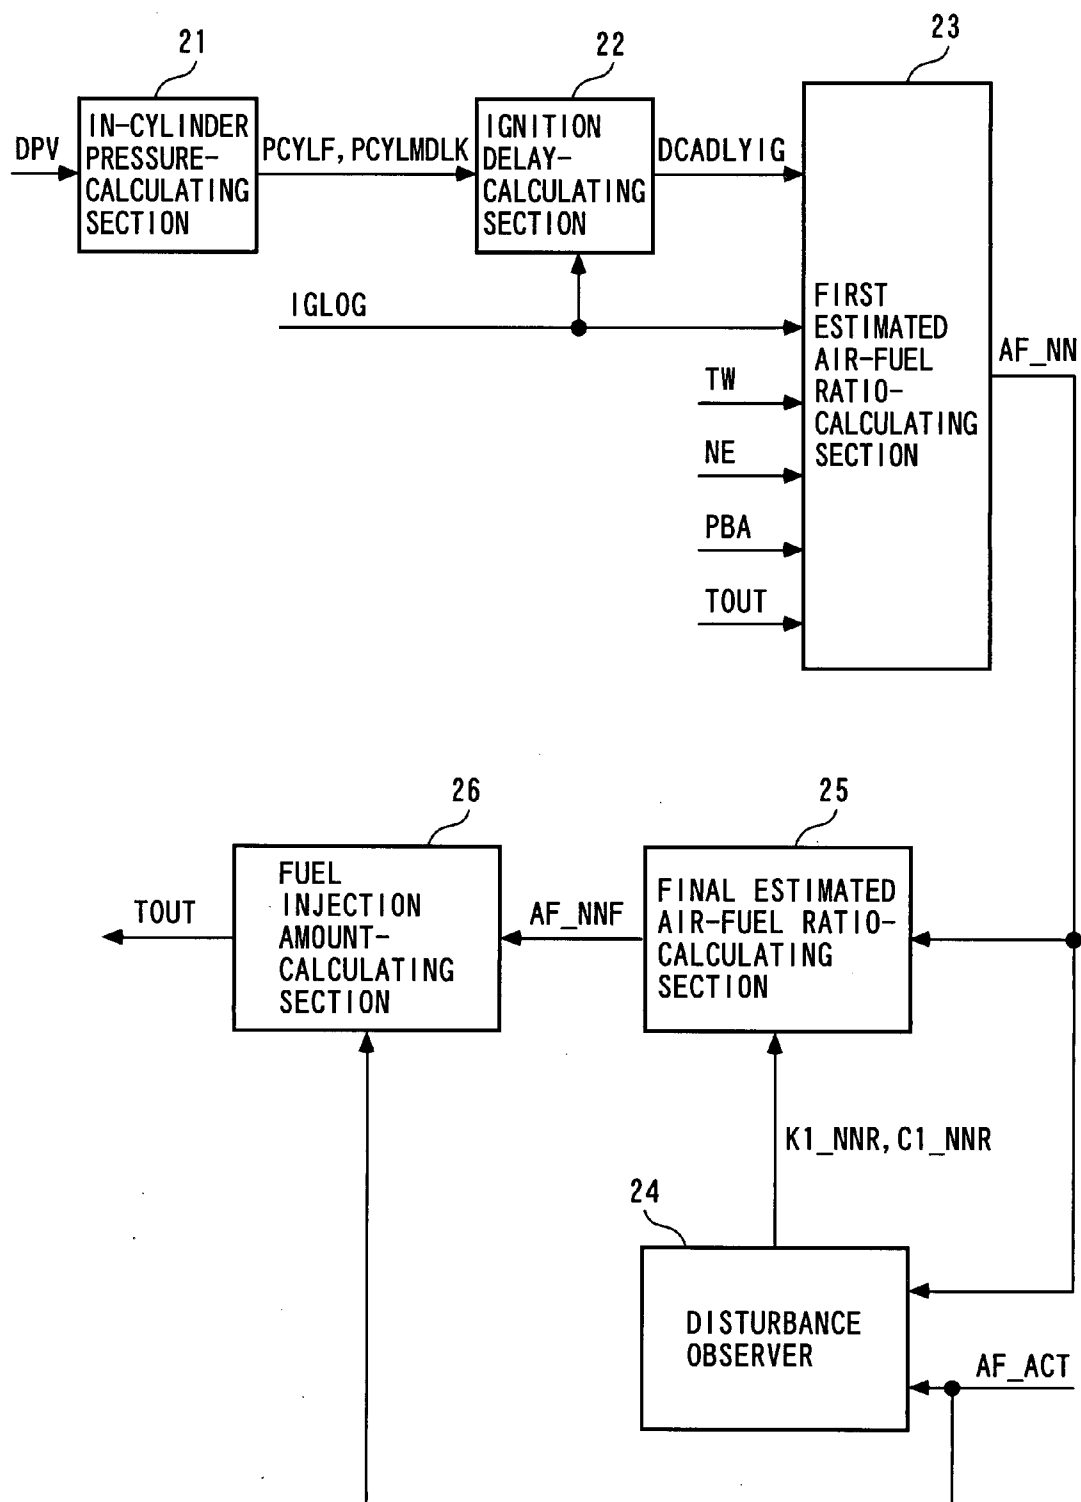 21
22
23
DPV
IN-CYLINDER
PRESSURE-
CALCULATING
SECTION
PCYLF, PCYLMDLK
IGNITION
DELAY-
CALCULATING
SECTION
DCADLYIG
IGLOG
TW
NE
PBA
TOUT
FIRST
ESTIMATED
AIR-FUEL
RATIO-
CALCULATING
SECTION
AF_NN
26
25
TOUT
FUEL
INJECTION
AMOUNT-
CALCULATING
SECTION
AF_NNF
FINAL ESTIMATED
AIR-FUEL RATIO-
CALCULATING
SECTION
K1_NNR, C1_NNR
24
DISTURBANCE
OBSERVER
AF_ACT